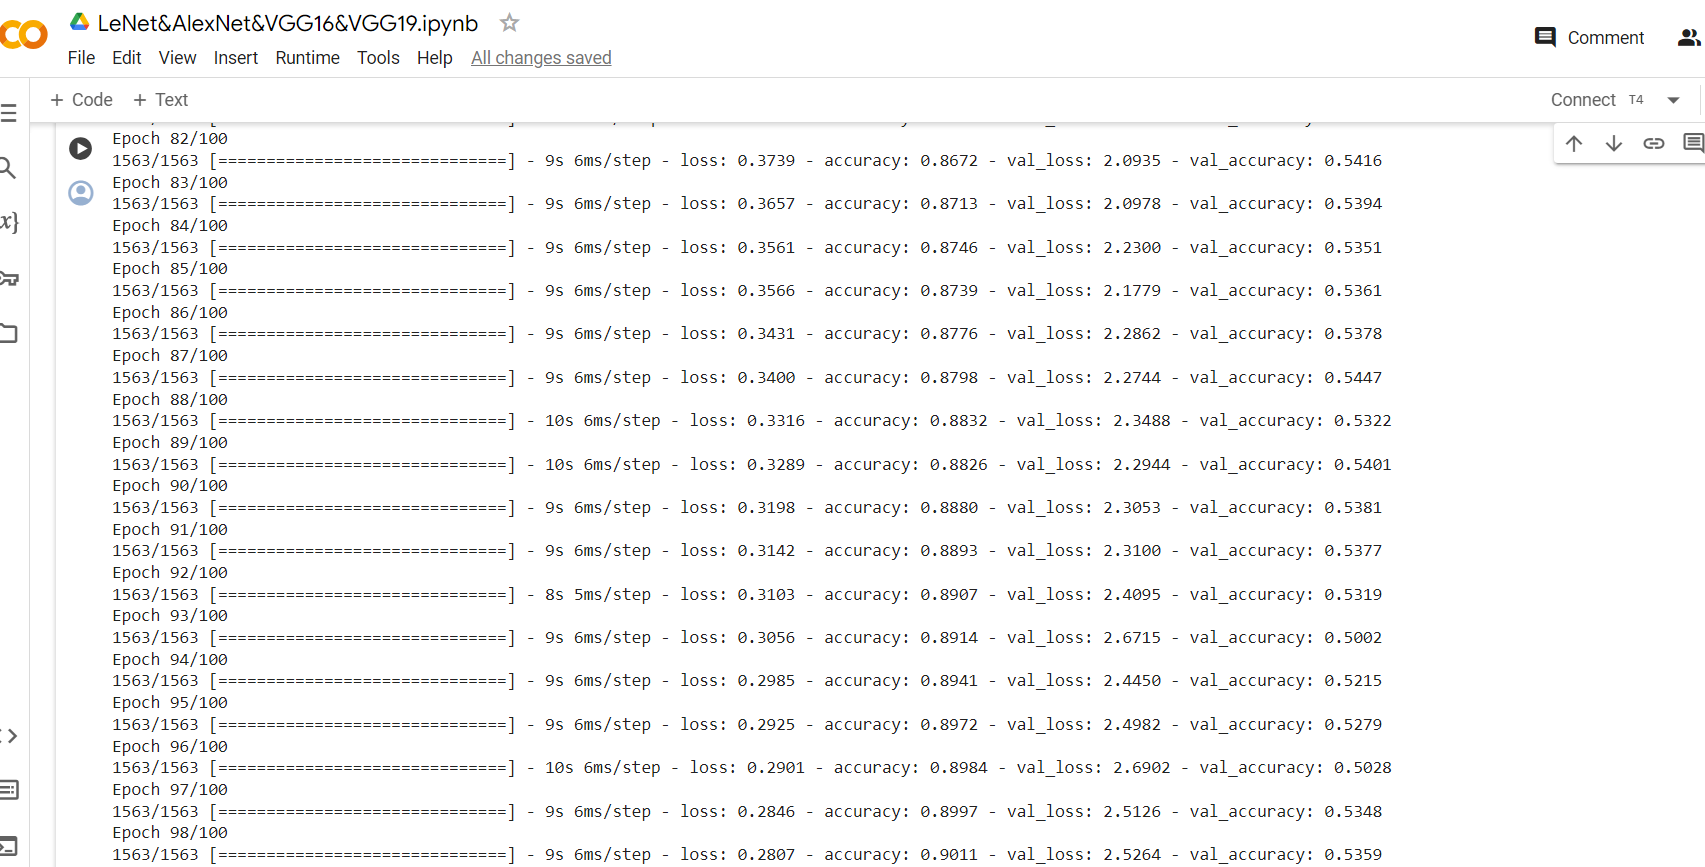 LeNet&AlexNet&VGG16&VGG19.ipynb
Comment
File Edit View Insert Runtime Tools Help All changes saved
+ Code + Text
Connect T4
Epoch 82/100
1563/1563 [==============================] - 9s 6ms/step - loss: 0.3739 - accuracy: 0.8672 - val_loss: 2.0935 - val_accuracy: 0.5416
Epoch 83/100
1563/1563 [==============================] - 9s 6ms/step - loss: 0.3657 - accuracy: 0.8713 - val_loss: 2.0978 - val_accuracy: 0.5394
Epoch 84/100
1563/1563 [==============================] - 9s 6ms/step - loss: 0.3561 - accuracy: 0.8746 - val_loss: 2.2300 - val_accuracy: 0.5351
Epoch 85/100
1563/1563 [==============================] - 9s 6ms/step - loss: 0.3566 - accuracy: 0.8739 - val_loss: 2.1779 - val_accuracy: 0.5361
Epoch 86/100
1563/1563 [==============================] - 9s 6ms/step - loss: 0.3431 - accuracy: 0.8776 - val_loss: 2.2862 - val_accuracy: 0.5378
Epoch 87/100
1563/1563 [==============================] - 9s 6ms/step - loss: 0.3400 - accuracy: 0.8798 - val_loss: 2.2744 - val_accuracy: 0.5447
Epoch 88/100
1563/1563 [==============================] - 10s 6ms/step - loss: 0.3316 - accuracy: 0.8832 - val_loss: 2.3488 - val_accuracy: 0.5322
Epoch 89/100
1563/1563 [==============================] - 10s 6ms/step - loss: 0.3289 - accuracy: 0.8826 - val_loss: 2.2944 - val_accuracy: 0.5401
Epoch 90/100
1563/1563 [==============================] - 9s 6ms/step - loss: 0.3198 - accuracy: 0.8880 - val_loss: 2.3053 - val_accuracy: 0.5381
Epoch 91/100
1563/1563 [==============================] - 9s 6ms/step - loss: 0.3142 - accuracy: 0.8893 - val_loss: 2.3100 - val_accuracy: 0.5377
Epoch 92/100
1563/1563 [==============================] - 8s 5ms/step - loss: 0.3103 - accuracy: 0.8907 - val_loss: 2.4095 - val_accuracy: 0.5319
Epoch 93/100
1563/1563 [==============================] - 9s 6ms/step - loss: 0.3056 - accuracy: 0.8914 - val_loss: 2.6715 - val_accuracy: 0.5002
Epoch 94/100
1563/1563 [==============================] - 9s 6ms/step - loss: 0.2985 - accuracy: 0.8941 - val_loss: 2.4450 - val_accuracy: 0.5215
Epoch 95/100
1563/1563 [==============================] - 9s 6ms/step - loss: 0.2925 - accuracy: 0.8972 - val_loss: 2.4982 - val_accuracy: 0.5279
Epoch 96/100
1563/1563 [==============================] - 10s 6ms/step - loss: 0.2901 - accuracy: 0.8984 - val_loss: 2.6902 - val_accuracy: 0.5028
Epoch 97/100
1563/1563 [==============================] - 9s 6ms/step - loss: 0.2846 - accuracy: 0.8997 - val_loss: 2.5126 - val_accuracy: 0.5348
Epoch 98/100
1563/1563 [==============================] - 9s 6ms/step - loss: 0.2807 - accuracy: 0.9011 - val_loss: 2.5264 - val_accuracy: 0.5359